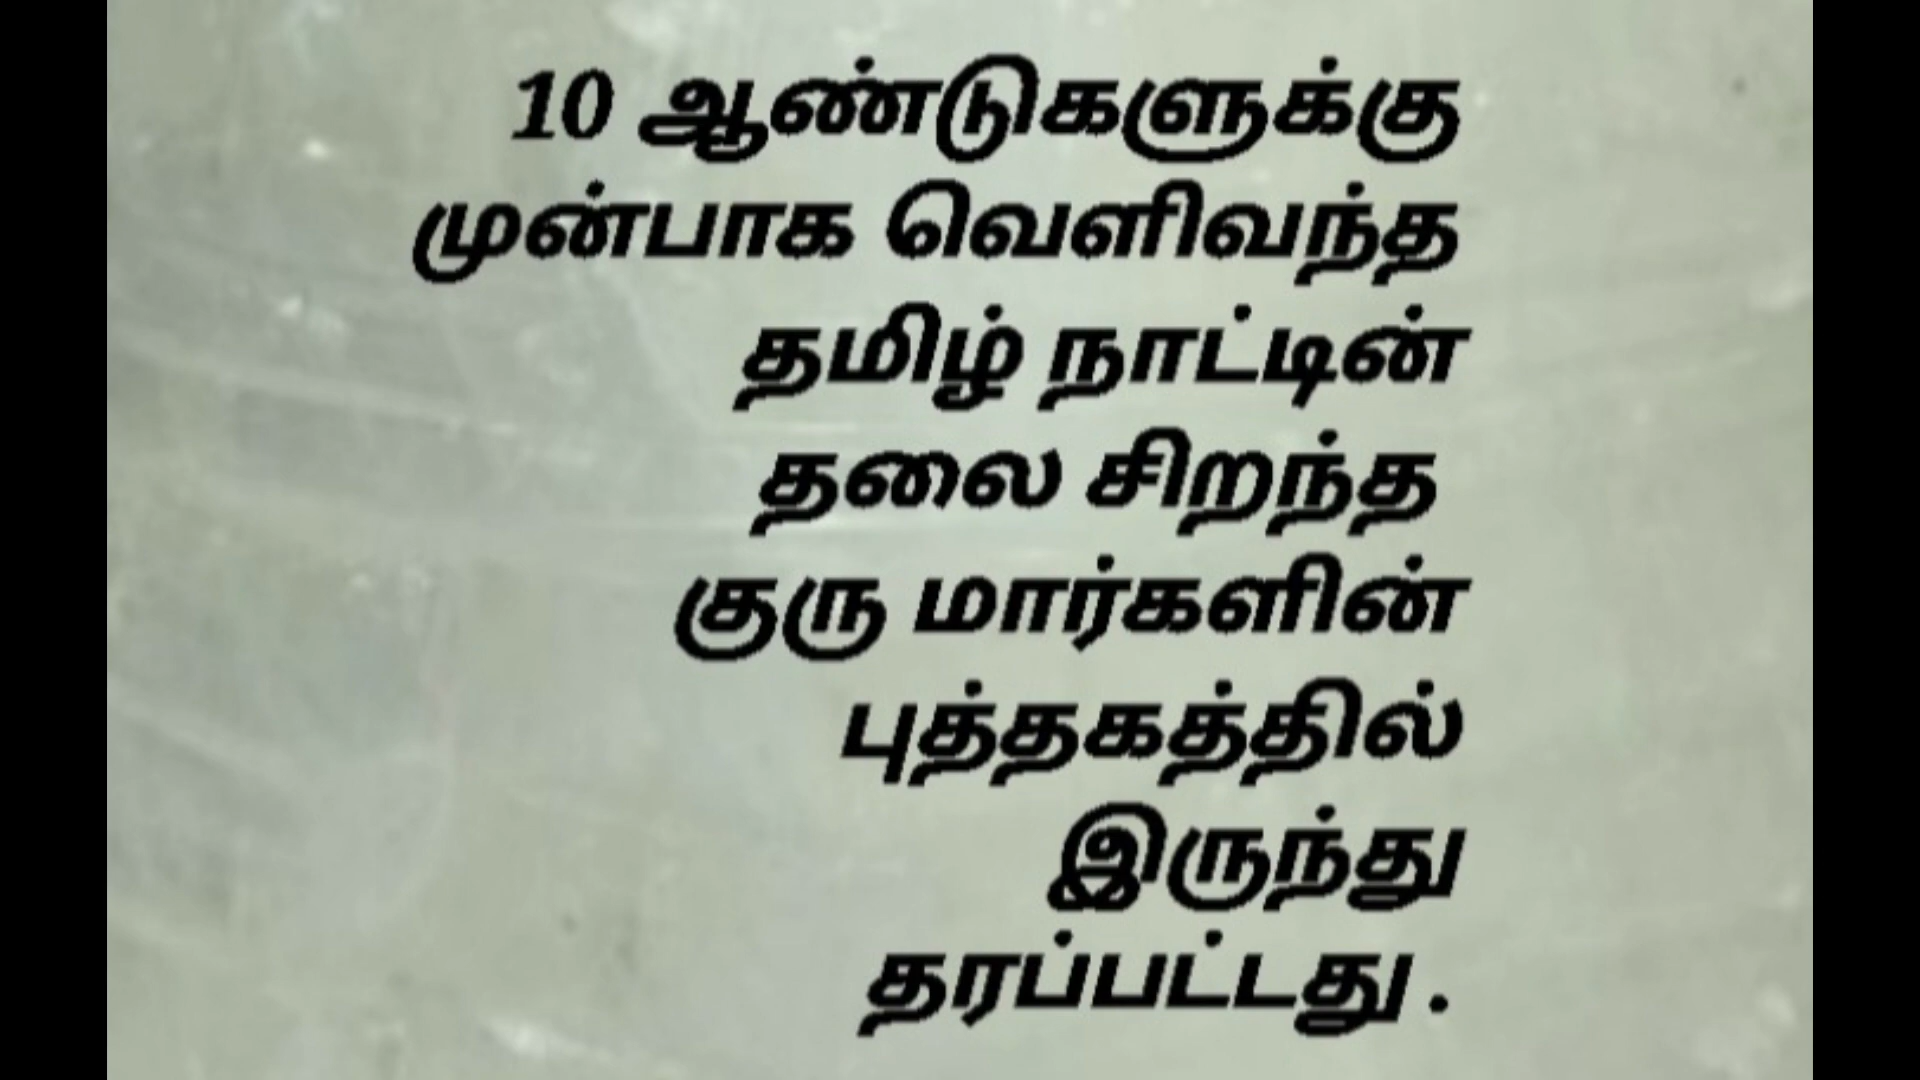 10 ஆண்டுகளுக்கு
முன்பாக வெளிவந்த
தமிழ் நாட்டின்
தலை சிறந்த
குரு மார்களின்
புத்தகத்தில்
இருந்து
தரப்பட்டது .